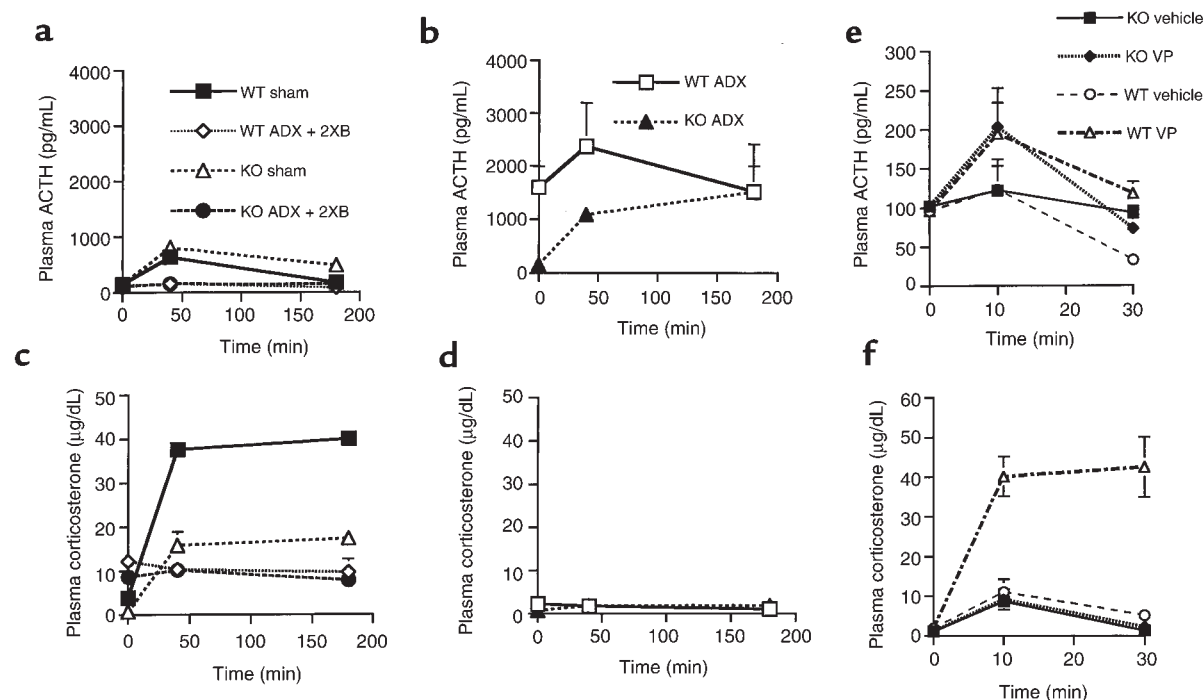 a
Plasma ACTH (pg/mL)
4000
3000
2000
1000
0
0 50 100 150 200
Time (min)
WT sham
WT ADX + 2XB
KO sham
KO ADX + 2XB
b
Plasma ACTH (pg/mL)
4000
3000
2000
1000
0
0 50 100 150 200
Time (min)
WT ADX
KO ADX
e
Plasma ACTH (pg/mL)
300
250
200
150
100
50
0
0 10 20 30
Time (min)
KO vehicle
KO VP
WT vehicle
WT VP
c
Plasma corticosterone (μg/dL)
50
40
30
20
10
0
0 50 100 150 200
Time (min)
d
Plasma corticosterone (μg/dL)
50
40
30
20
10
0
0 50 100 150 200
Time (min)
f
Plasma corticosterone (μg/dL)
60
50
40
30
20
10
0
0 10 20 30
Time (min)